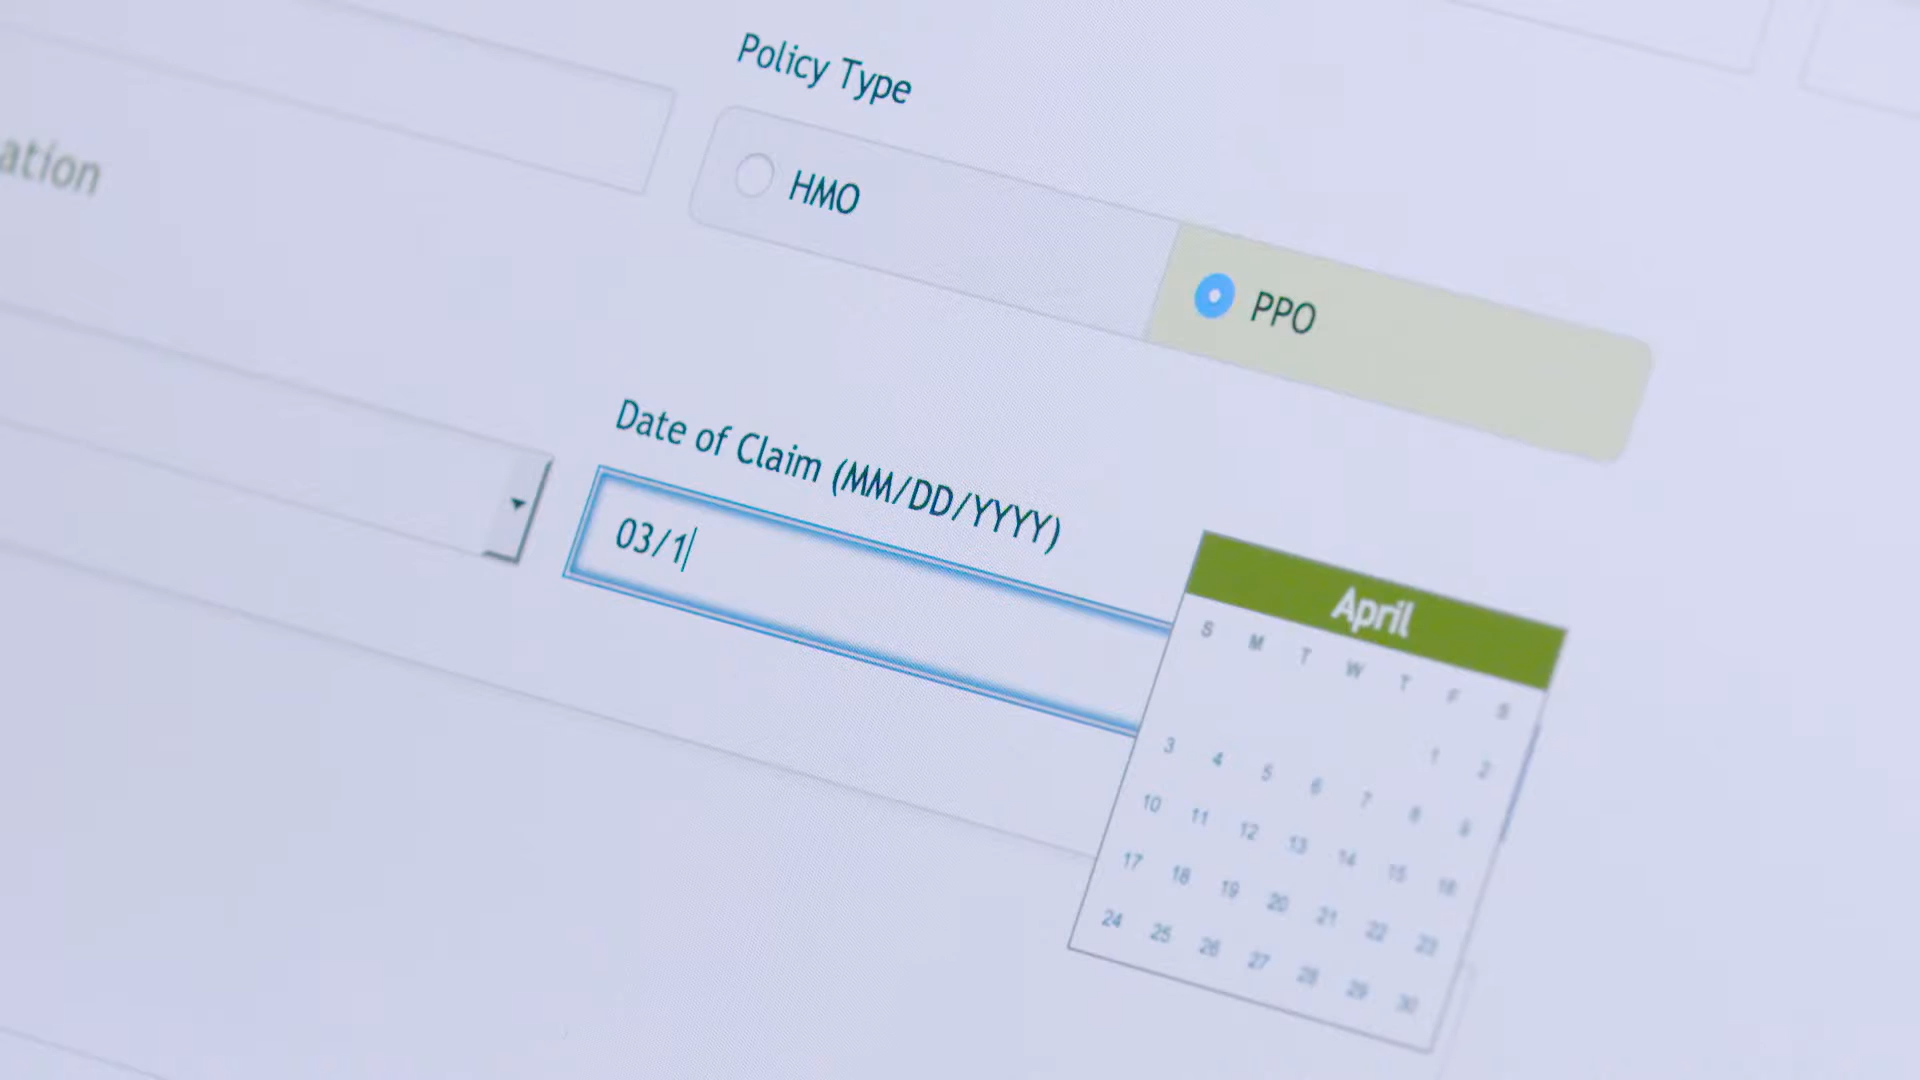 Policy Type
ation
HMO
PPO
Date of Claim (MM/DD/YYYY)
03/1
April
S M T W T F S
1 2
3 4 5 6 7 8 9
10 11 12 13 14 15 16
17 18 19 20 21 22 23
24 25 26 27 28 29 30